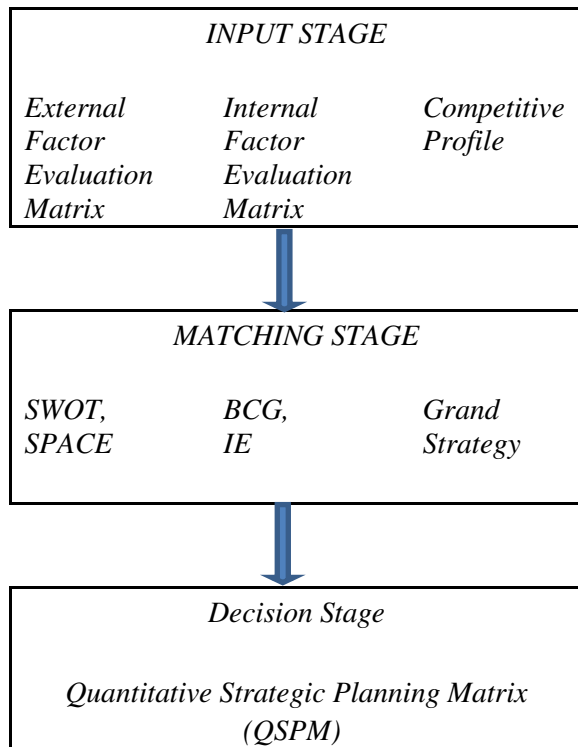 INPUT STAGE
External
Factor
Evaluation
Matrix
Internal
Factor
Evaluation
Matrix
Competitive
Profile
MATCHING STAGE
SWOT,
SPACE
BCG,
IE
Grand
Strategy
Decision Stage
Quantitative Strategic Planning Matrix
(QSPM)